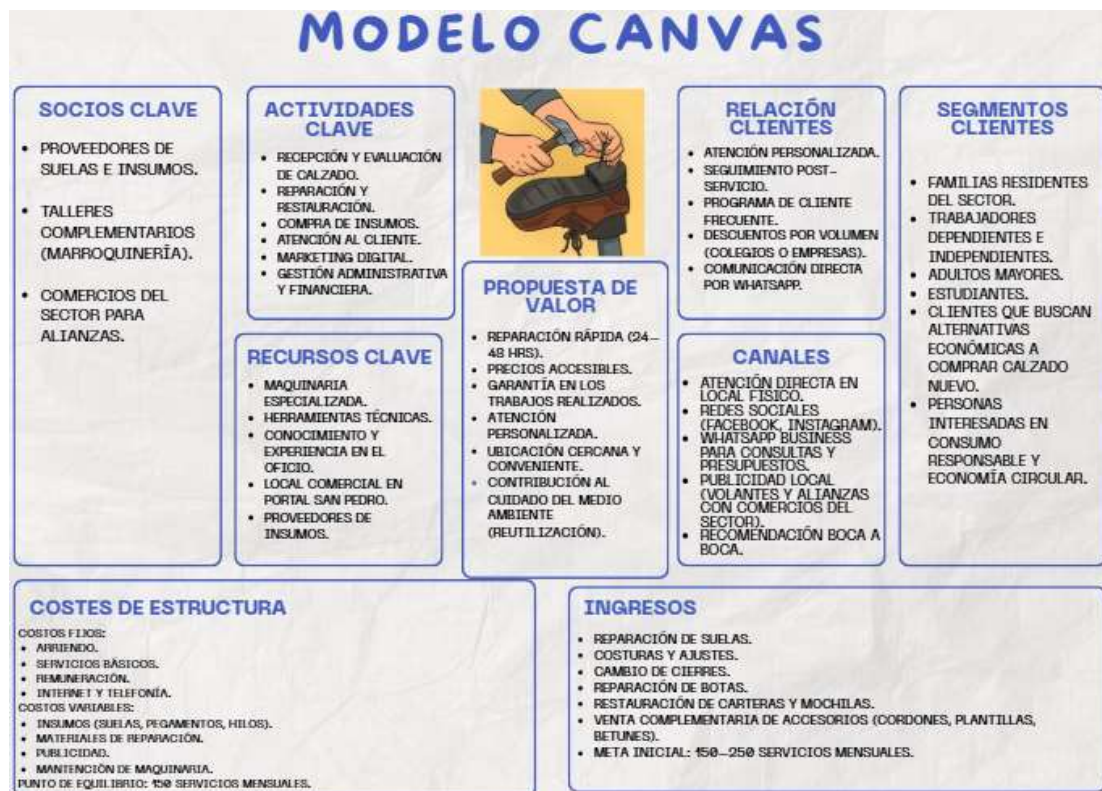 MODELO CANVAS
SOCIOS CLAVE
• PROVEEDORES DE
SUELAS E INSUMOS.
• TALLERES
COMPLEMENTARIOS
(MARROQUINERÍA).
• COMERCIOS DEL
SECTOR PARA
ALIANZAS.
ACTIVIDADES
CLAVE
• RECEPCIÓN Y EVALUACIÓN
DE CALZADO.
• REPARACIÓN Y
RESTAURACIÓN.
• COMPRA DE INSUMOS.
• ATENCIÓN AL CLIENTE.
• MARKETING DIGITAL.
• GESTIÓN ADMINISTRATIVA
Y FINANCIERA.
RECURSOS CLAVE
• MAQUINARIA
ESPECIALIZADA.
• HERRAMIENTAS TÉCNICAS.
• CONOCIMIENTO Y
EXPERIENCIA EN EL
OFICIO.
• LOCAL COMERCIAL EN
PORTAL SAN PEDRO.
• PROVEEDORES DE
INSUMOS.
PROPUESTA DE
VALOR
• REPARACIÓN RÁPIDA (24–
48 HRS).
• PRECIOS ACCESIBLES.
• GARANTÍA EN LOS
TRABAJOS REALIZADOS.
• ATENCIÓN
PERSONALIZADA.
• UBICACIÓN CERCANA Y
CONVENIENTE.
• CONTRIBUCIÓN AL
CUIDADO DEL MEDIO
AMBIENTE
(REUTILIZACIÓN).
RELACIÓN
CLIENTES
• ATENCIÓN PERSONALIZADA.
• SEGUIMIENTO POST-
SERVICIO.
• PROGRAMA DE CLIENTE
FRECUENTE.
• DESCUENTOS POR VOLUMEN
(COLEGIOS O EMPRESAS).
• COMUNICACIÓN DIRECTA
POR WHATSAPP.
CANALES
• ATENCIÓN DIRECTA EN
LOCAL FÍSICO.
• REDES SOCIALES
(FACEBOOK, INSTAGRAM).
• WHATSAPP BUSINESS
PARA CONSULTAS Y
PRESUPUESTOS.
• PUBLICIDAD LOCAL
(VOLANTES Y ALIANZAS
CON COMERCIOS DEL
SECTOR).
• RECOMENDACIÓN BOCA A
BOCA.
SEGMENTOS
CLIENTES
• FAMILIAS RESIDENTES
DEL SECTOR.
• TRABAJADORES
DEPENDIENTES E
INDEPENDIENTES.
• ADULTOS MAYORES.
• ESTUDIANTES.
• CLIENTES QUE BUSCAN
ALTERNATIVAS
ECONÓMICAS A
COMPRAR CALZADO
NUEVO.
• PERSONAS
INTERESADAS EN
CONSUMO
RESPONSABLE Y
ECONOMÍA CIRCULAR.
COSTES DE ESTRUCTURA
COSTOS FIJOS:
• ARRIENDO.
• SERVICIOS BÁSICOS.
• REMUNERACIÓN.
• INTERNET Y TELEFONÍA.
COSTOS VARIABLES:
• INSUMOS (SUELAS, PEGAMENTOS, HILOS).
• MATERIALES DE REPARACIÓN.
• PUBLICIDAD.
• MANTENCIÓN DE MAQUINARIA.
PUNTO DE EQUILIBRIO: 150 SERVICIOS MENSUALES.
INGRESOS
• REPARACIÓN DE SUELAS.
• COSTURAS Y AJUSTES.
• CAMBIO DE CIERRES.
• REPARACIÓN DE BOTAS.
• RESTAURACIÓN DE CARTERAS Y MOCHILAS.
• VENTA COMPLEMENTARIA DE ACCESORIOS (CORDONES, PLANTILLAS,
BETUNES).
• META INICIAL: 150–250 SERVICIOS MENSUALES.